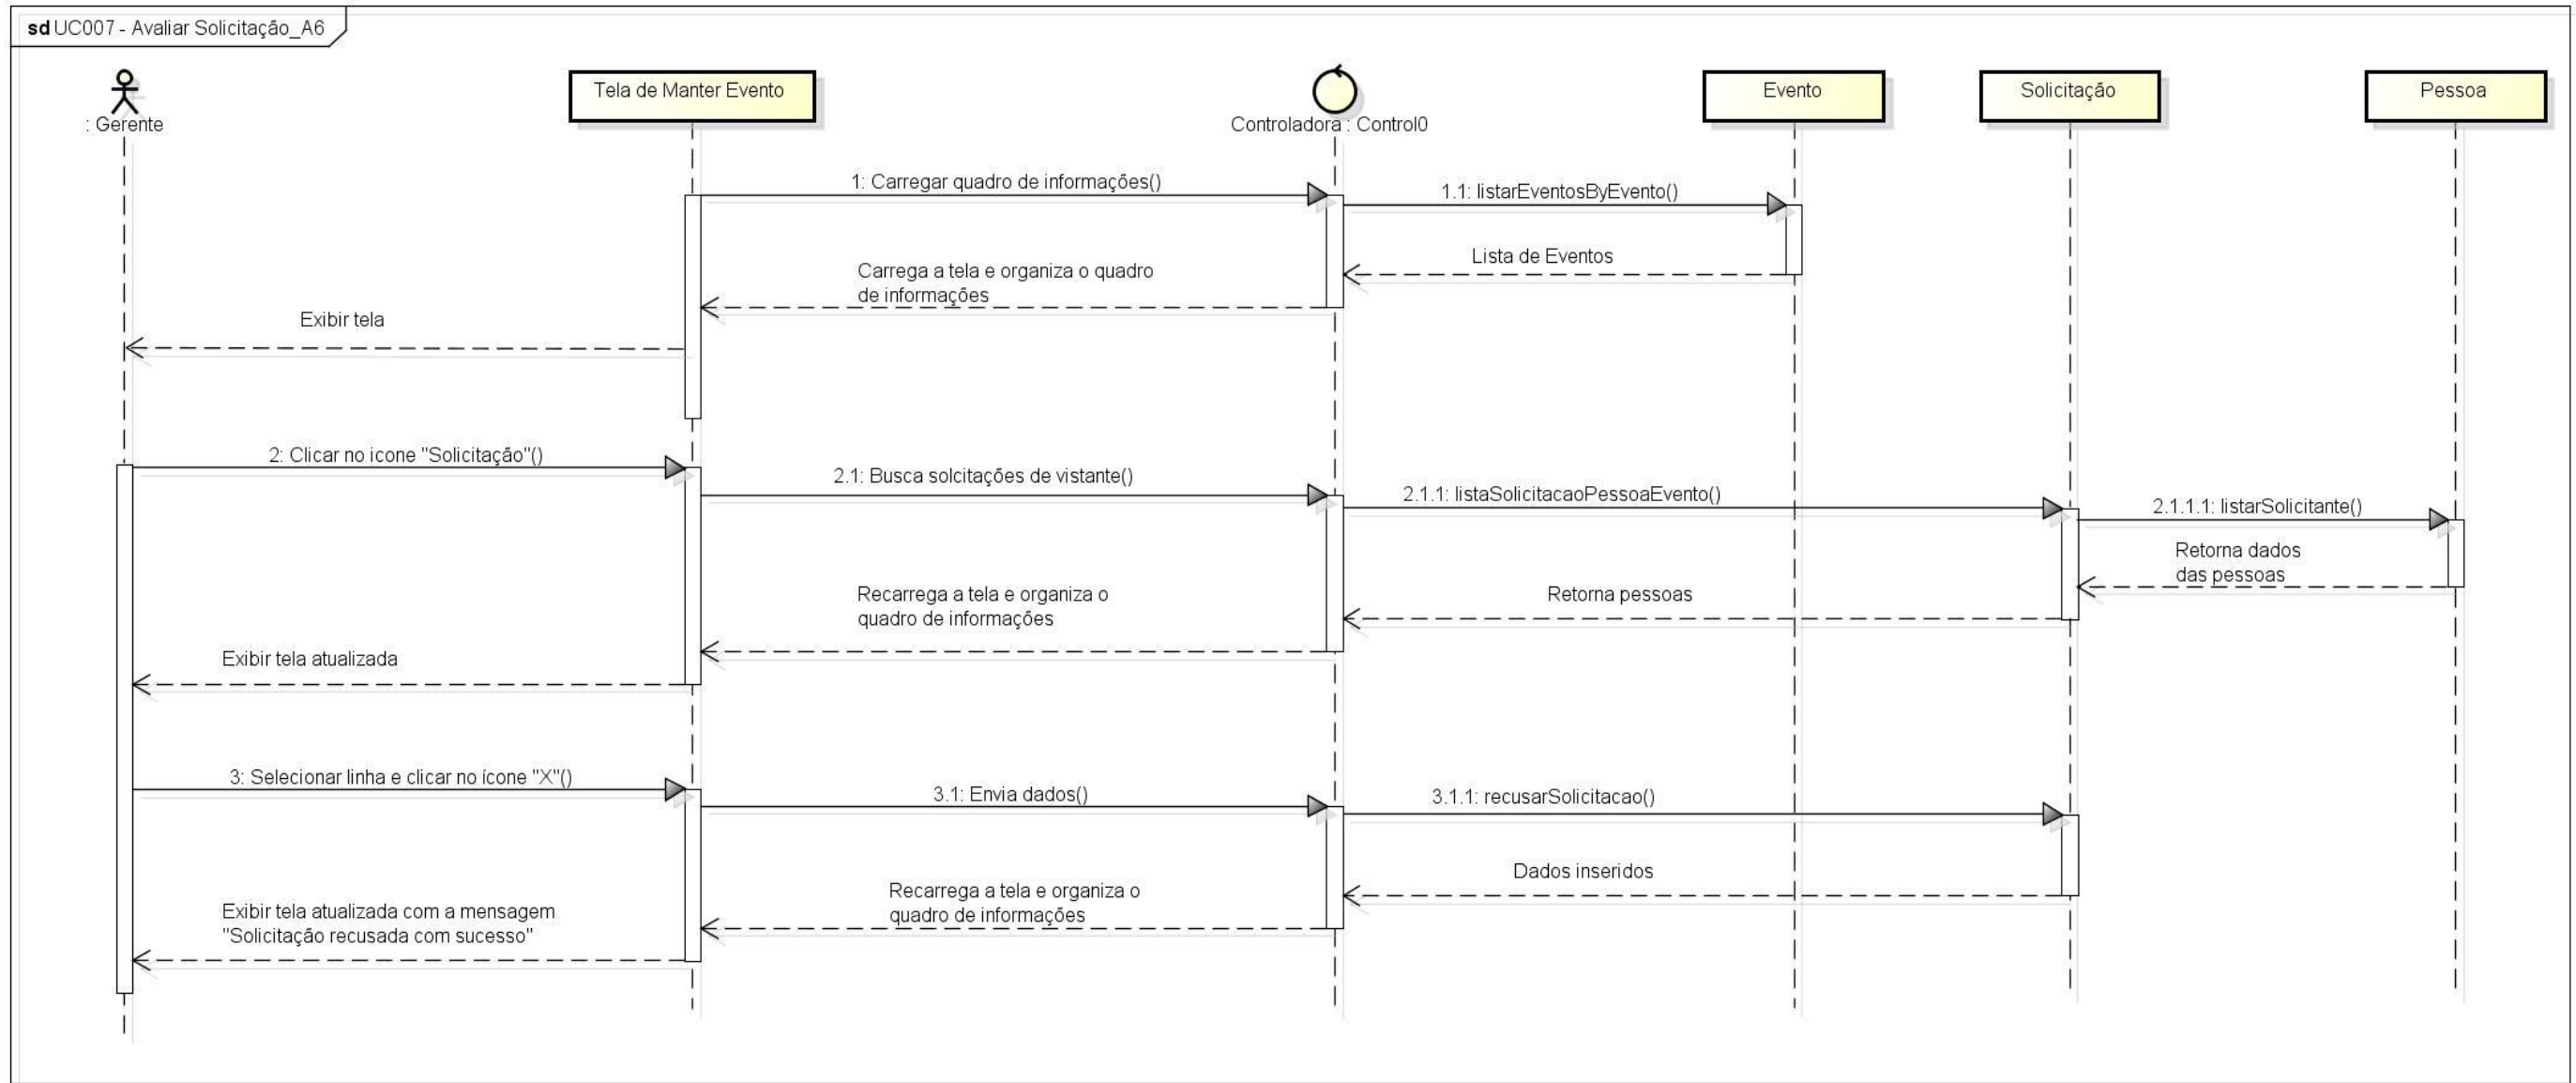 sd UC007 - Avaliar Solicitação_A6
: Gerente
Tela de Manter Evento
Controladora : Control0
Evento
Solicitação
Pessoa
1: Carregar quadro de informações()
1.1: listarEventosByEvento()
Lista de Eventos
Carrega a tela e organiza o quadro
de informações
Exibir tela
2: Clicar no icone "Solicitação"()
2.1: Busca solcitações de vistante()
2.1.1: listaSolicitacaoPessoaEvento()
2.1.1.1: listarSolicitante()
Retorna dados
das pessoas
Retorna pessoas
Recarrega a tela e organiza o
quadro de informações
Exibir tela atualizada
3: Selecionar linha e clicar no ícone "X"()
3.1: Envia dados()
3.1.1: recusarSolicitacao()
Dados inseridos
Recarrega a tela e organiza o
quadro de informações
Exibir tela atualizada com a mensagem
"Solicitação recusada com sucesso"